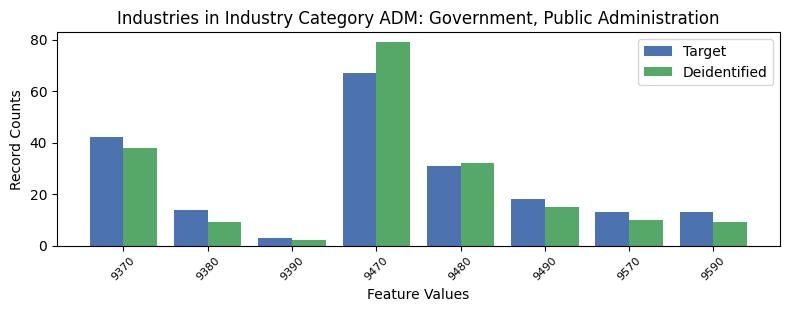 Industries in Industry Category ADM: Government, Public Administration
Target
Deidentified
Record Counts
80
60
40
20
0
9370
9380
9390
9470
9480
9490
9570
9590
Feature Values